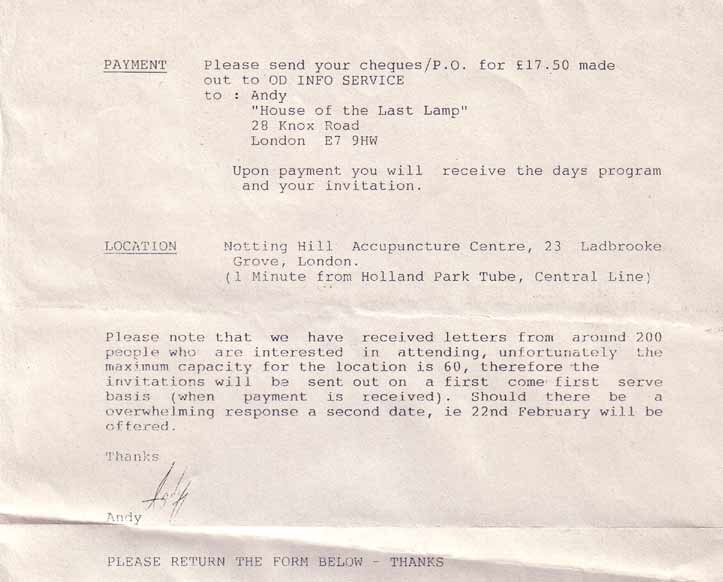 PAYMENT Please send your cheques/P.O. for £17.50 made
out to OD INFO SERVICE
to : Andy
"House of the Last Lamp"
28 Knox Road
London E7 9HW
Upon payment you will receive the days program
and your invitation.
LOCATION Notting Hill Accupuncture Centre, 23 Ladbrooke
Grove, London.
(1 Minute from Holland Park Tube, Central Line)
Please note that we have received letters from around 200
people who are interested in attending, unfortunately the
maximum capacity for the location is 60, therefore the
invitations will be sent out on a first come first serve
basis (when payment is received). Should there be a
overwhelming response a second date, ie 22nd February will be
offered.
Thanks
Andy
Andy
PLEASE RETURN THE FORM BELOW - THANKS